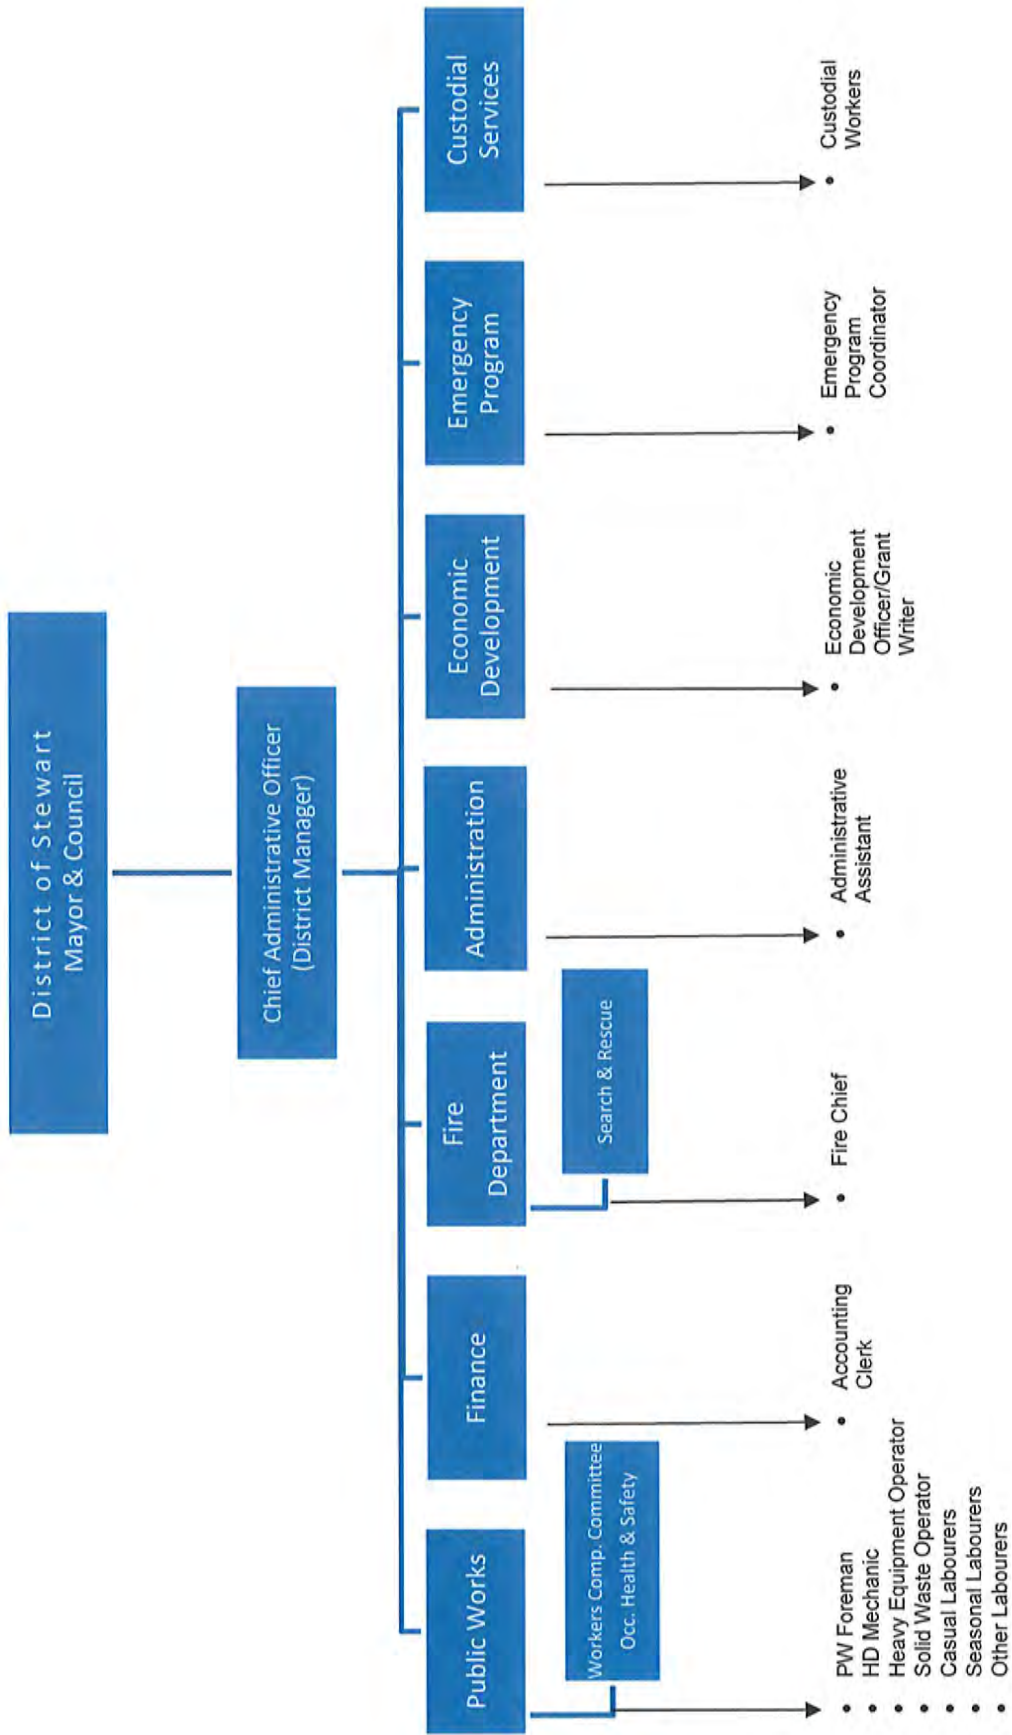 District of Stewart
Mayor & Council
Chief Administrative Officer
(District Manager)
Public Works
Finance
Fire
Department
Administration
Economic
Development
Emergency
Program
Custodial
Services
Workers Comp. Committee
Occ. Health & Safety
Search & Rescue
• PW Foreman
• HD Mechanic
• Heavy Equipment Operator
• Solid Waste Operator
• Casual Labourers
• Seasonal Labourers
• Other Labourers
• Accounting
Clerk
• Fire Chief
• Administrative
Assistant
• Economic
Development
Officer/Grant
Writer
• Emergency
Program
Coordinator
• Custodial
Workers